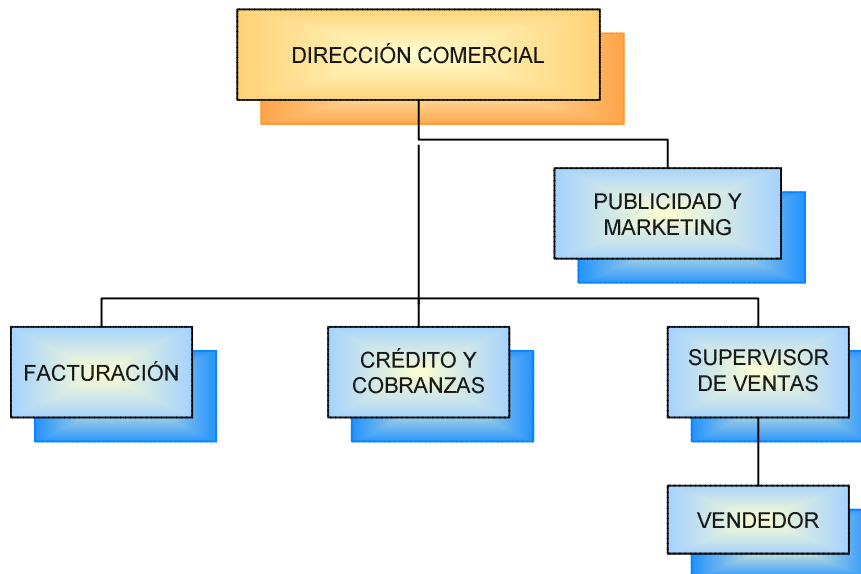 DIRECCIÓN COMERCIAL
PUBLICIDAD Y
MARKETING
FACTURACIÓN
CRÉDITO Y
COBRANZAS
SUPERVISOR
DE VENTAS
VENDEDOR